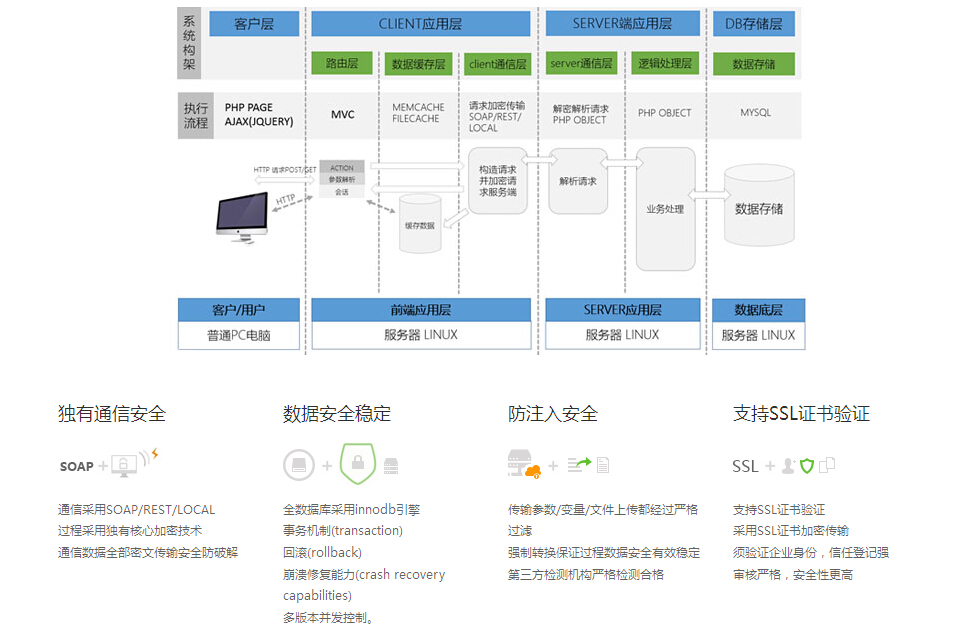 系统构架
客户层
CLIENT应用层
SERVER端应用层
DB存储层
路由层
数据缓存层
client通信层
server通信层
逻辑处理层
数据存储
执行
流程
PHP PAGE
AJAX(JQUERY)
MVC
MEMCACHE
FILECACHE
请求加密传输
SOAP/REST/
LOCAL
解密解析请求
PHP OBJECT
PHP OBJECT
MYSQL
HTTP 请求POST/GET
HTTP
ACTION
参数解析
会话
缓存数据
构造请求
并加密请
求服务端
解析请求
业务处理
数据存储
客户/用户
前端应用层
SERVER应用层
数据底层
普通PC电脑
服务器 LINUX
服务器 LINUX
服务器 LINUX
独有通信安全
SOAP
通信采用SOAP/REST/LOCAL
过程采用独有核心加密技术
通信数据全部密文传输安全防破解
数据安全稳定
全数据库采用innodb引擎
事务机制(transaction)
回滚(rollback)
崩溃修复能力(crash recovery
capabilities)
多版本并发控制。
防注入安全
传输参数/变量/文件上传都经过严格
过滤
强制转换保证过程数据安全有效稳定
第三方检测机构严格检测合格
支持SSL证书验证
SSL
支持SSL证书验证
采用SSL证书加密传输
须验证企业身份，信任登记强
审核严格，安全性更高